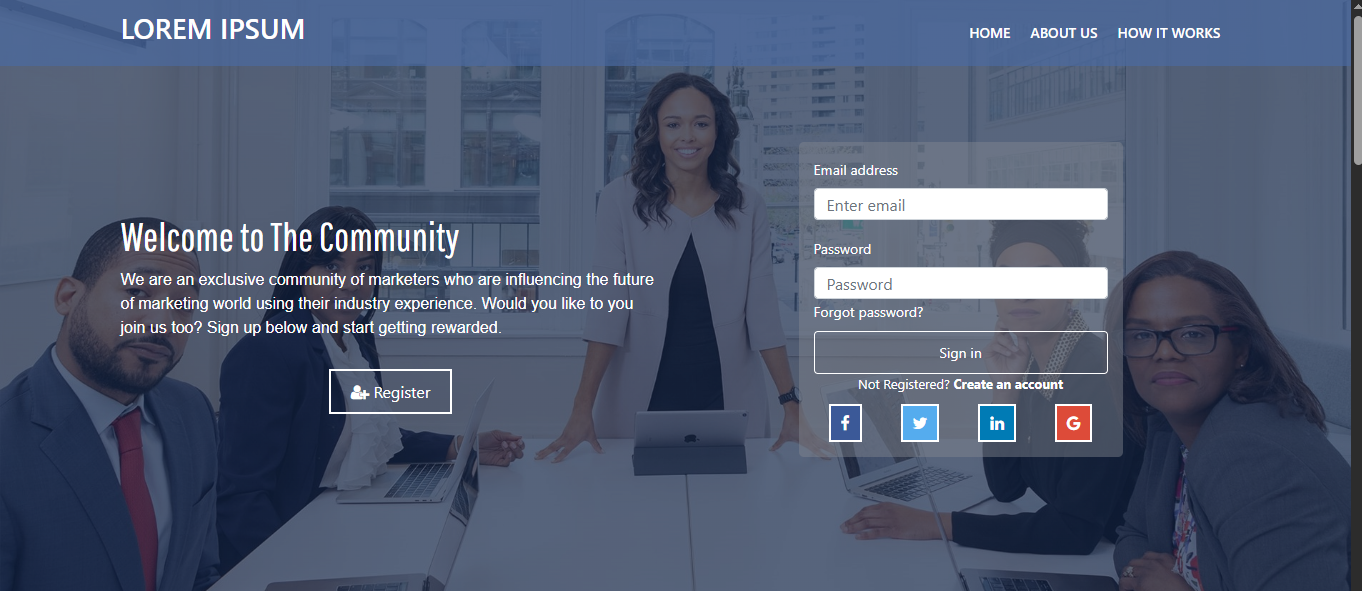 LOREM IPSUM
HOME ABOUT US HOW IT WORKS
Welcome to The Community
We are an exclusive community of marketers who are influencing the future
of marketing world using their industry experience. Would you like to you
join us too? Sign up below and start getting rewarded.
Register
Email address
Enter email
Password
Password
Forgot password?
Sign in
Not Registered? Create an account